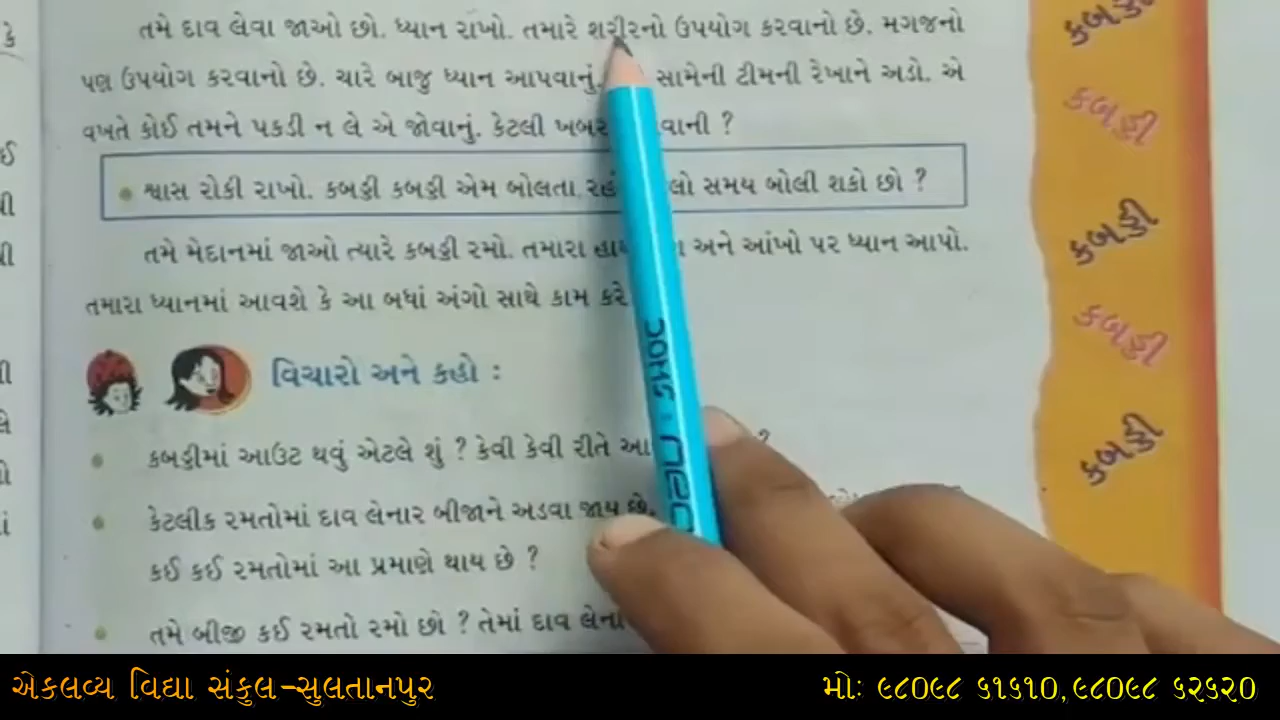 તમે દાવ લેવા જાઓ છો. ધ્યાન રાખો. તમારે શરીરનો ઉપયોગ કરવાનો છે. મગજનો
પણ ઉપયોગ કરવાનો છે. ચારે બાજુ ધ્યાન આપવાનું. સામેની ટીમની રેખાને અડો. એ
વખતે કોઈ તમને પકડી ન લે એ જોવાનું. કેટલી
શ્વાસ રોકી રાખો. કબડ્ડી કબડ્ડી એમ બોલતા સમય બોલી શકો છો ?
તમે મેદાનમાં જાઓ ત્યારે કબડ્ડી રમો. તમારા અને આંખો પર ધ્યાન આપો.
તમારા ધ્યાનમાં આવશે કે આ બધાં અંગો સાથે કામ કરે
વિચારો અને કહો :
કબડ્ડીમાં આઉટ થવું એટલે શું ? કેવી કેવી રીતે
કેટલીક રમતોમાં દાવ લેનાર બીજાને અડવા જાય છે.
કઈ કઈ રમતોમાં આ પ્રમાણે થાય છે ?
તમે બીજી કઈ રમતો રમો છો ? તેમાં દાવ
કબડ્ડી
કબડ્ડી
કબડ્ડી
કબડ્ડી
કબડ્ડી
doms
એકલવ્ય વિદ્યા સંકુલ-સુલતાનપુર
મોઃ ૯૮૦૯૮ ૬૧૬૧૦,૯૮૦૯૮ ૬૨૬૨૦